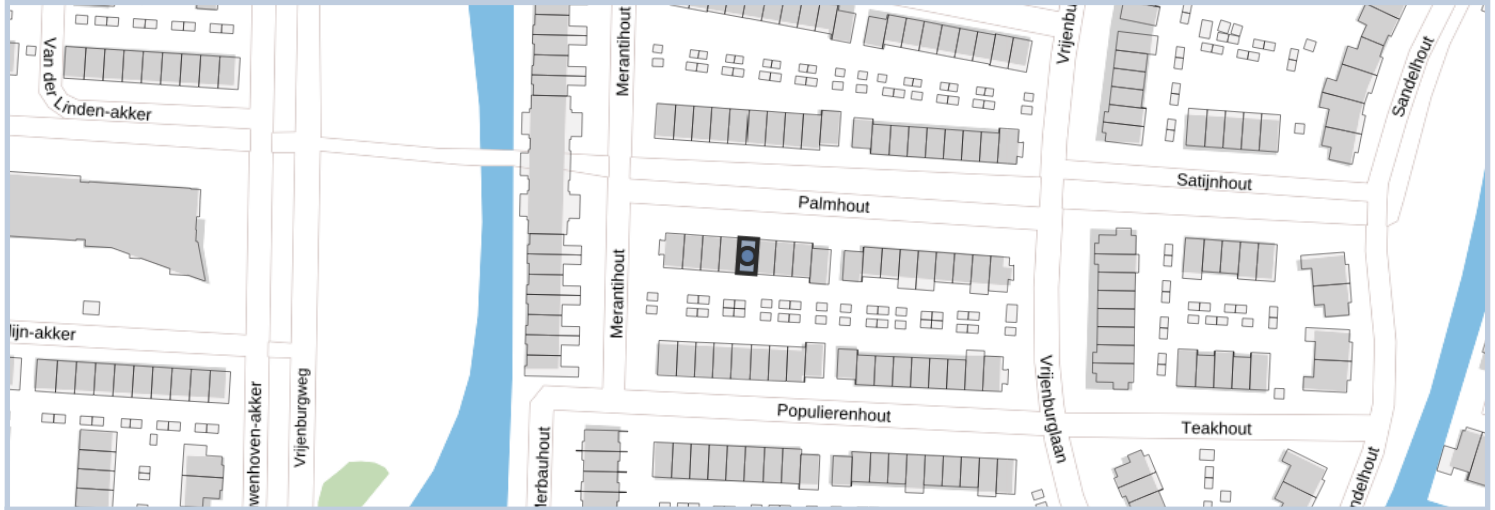 Van der
Linden-akker
Merantihout
Vrijenbu
Sandelhout
Satijnhout
Palmhout
Merantihout
lijn-akker
Vrijenburglaan
wenhoven-akker
Vrijenburgweg
Populierenhout
Teakhout
Merbauhout
ndelhout